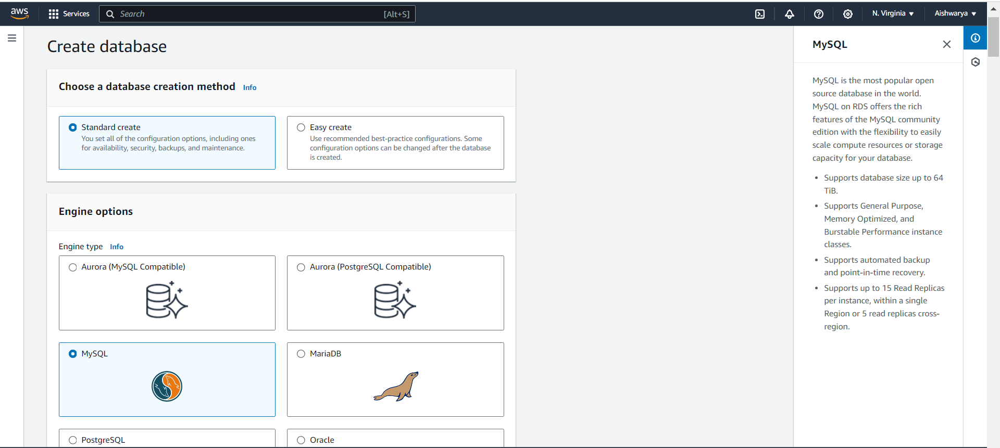 aws
Services
Search
[Alt+S]
N. Virginia
Aishwarya
Create database
Choose a database creation method Info
Standard create
You set all of the configuration options, including ones
for availability, security, backups, and maintenance.
Easy create
Use recommended best-practice configurations. Some
configuration options can be changed after the database
is created.
Engine options
Engine type Info
Aurora (MySQL Compatible)
Aurora (PostgreSQL Compatible)
MySQL
MariaDB
PostgreSQL
Oracle
MySQL
MySQL is the most popular open
source database in the world.
MySQL on RDS offers the rich
features of the MySQL community
edition with the flexibility to easily
scale compute resources or storage
capacity for your database.
• Supports database size up to 64
TiB.
• Supports General Purpose,
Memory Optimized, and
Burstable Performance instance
classes.
• Supports automated backup
and point-in-time recovery.
• Supports up to 15 Read Replicas
per instance, within a single
Region or 5 read replicas cross-
region.